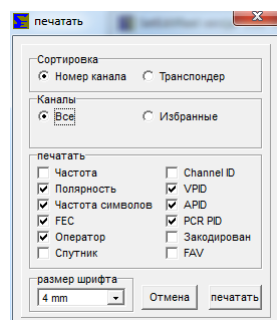 печатать
Сортировка
Номер канала Транспондер
Каналы
Все Избранные
печатать
Частота Channel ID
Полярность VPID
Частота символов APID
FEC PCR PID
Оператор Закодирован
Спутник FAV
размер шрифта
4 mm Отмена печатать